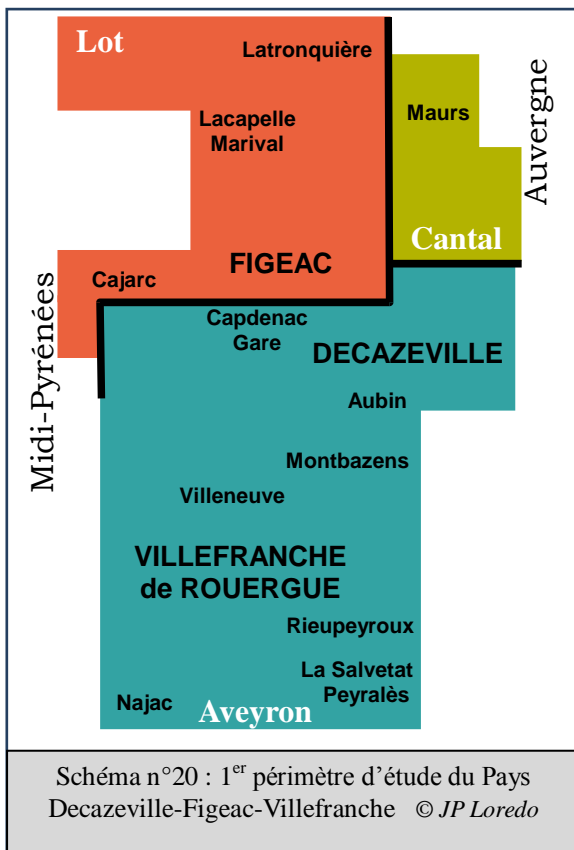 Lot
Latronquière
Maurs
Auvergne
Lacapelle
Marival
Cantal
FIGEAC
Cajarc
Midi-Pyrénées
Capdenac
Gare
DECAZEVILLE
Aubin
Montbazens
Villeneuve
VILLEFRANCHE
de ROUERGUE
Rieupeyroux
La Salvetat
Peyralès
Najac
Aveyron
Schéma n°20 : 1er périmètre d'étude du Pays
Decazeville-Figeac-Villefranche © JP Loredo